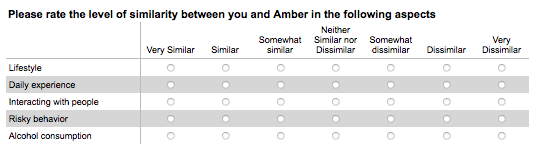 Please rate the level of similarity between you and Amber in the following aspects
Very Similar Similar Somewhat similar Neither Similar nor Dissimilar Somewhat dissimilar Dissimilar Very Dissimilar
Lifestyle
Daily experience
Interacting with people
Risky behavior
Alcohol consumption